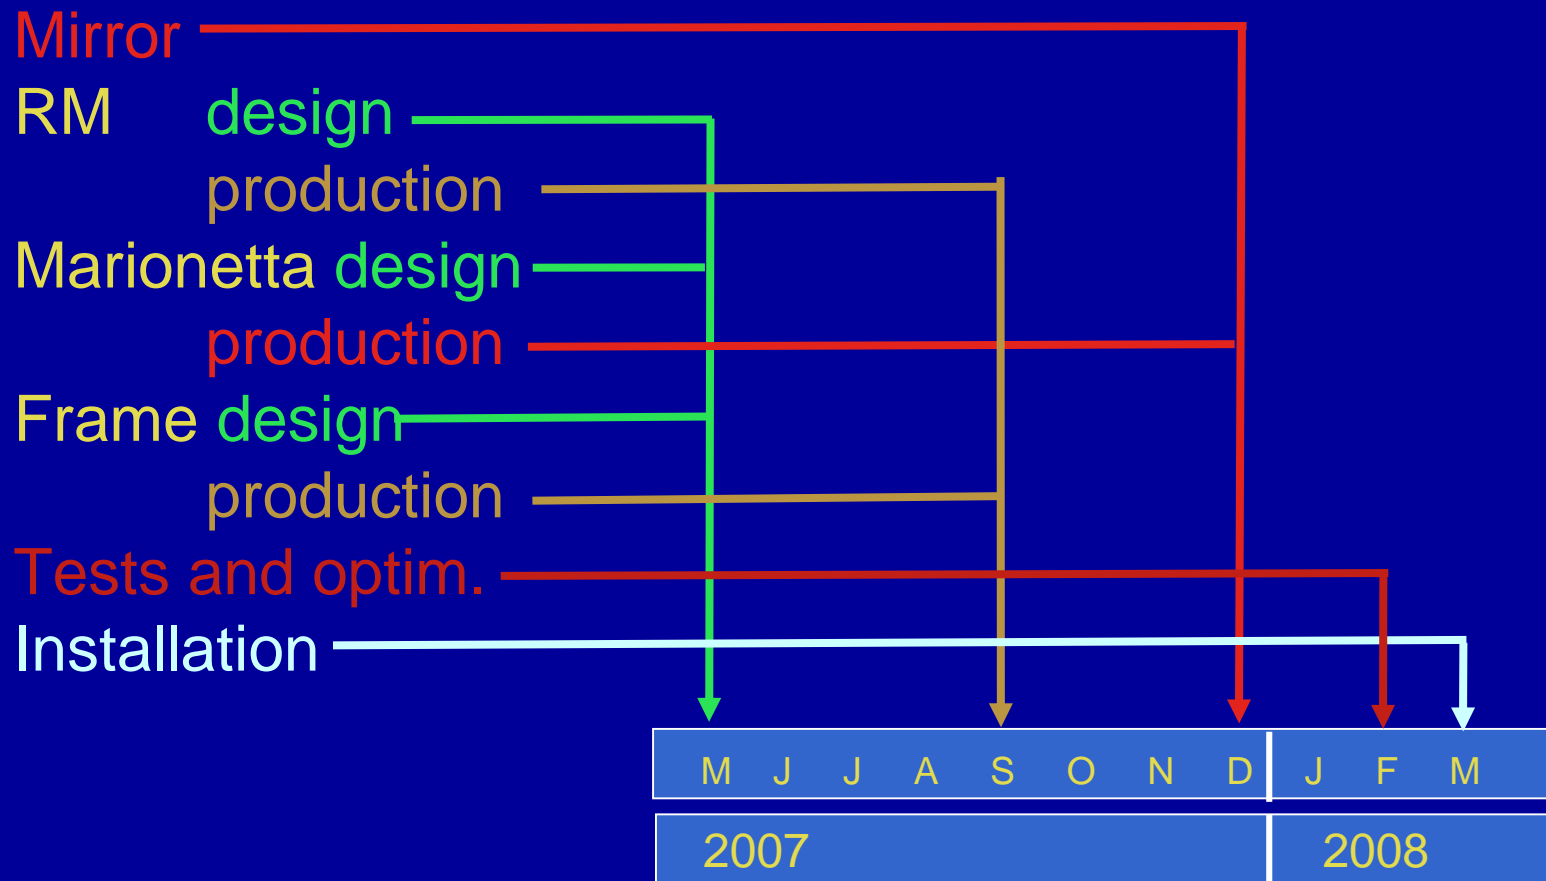 Mirror
RM design
production
Marionetta design
production
Frame design
production
Tests and optim.
Installation
M J J A S O N D J F M
2007 2008